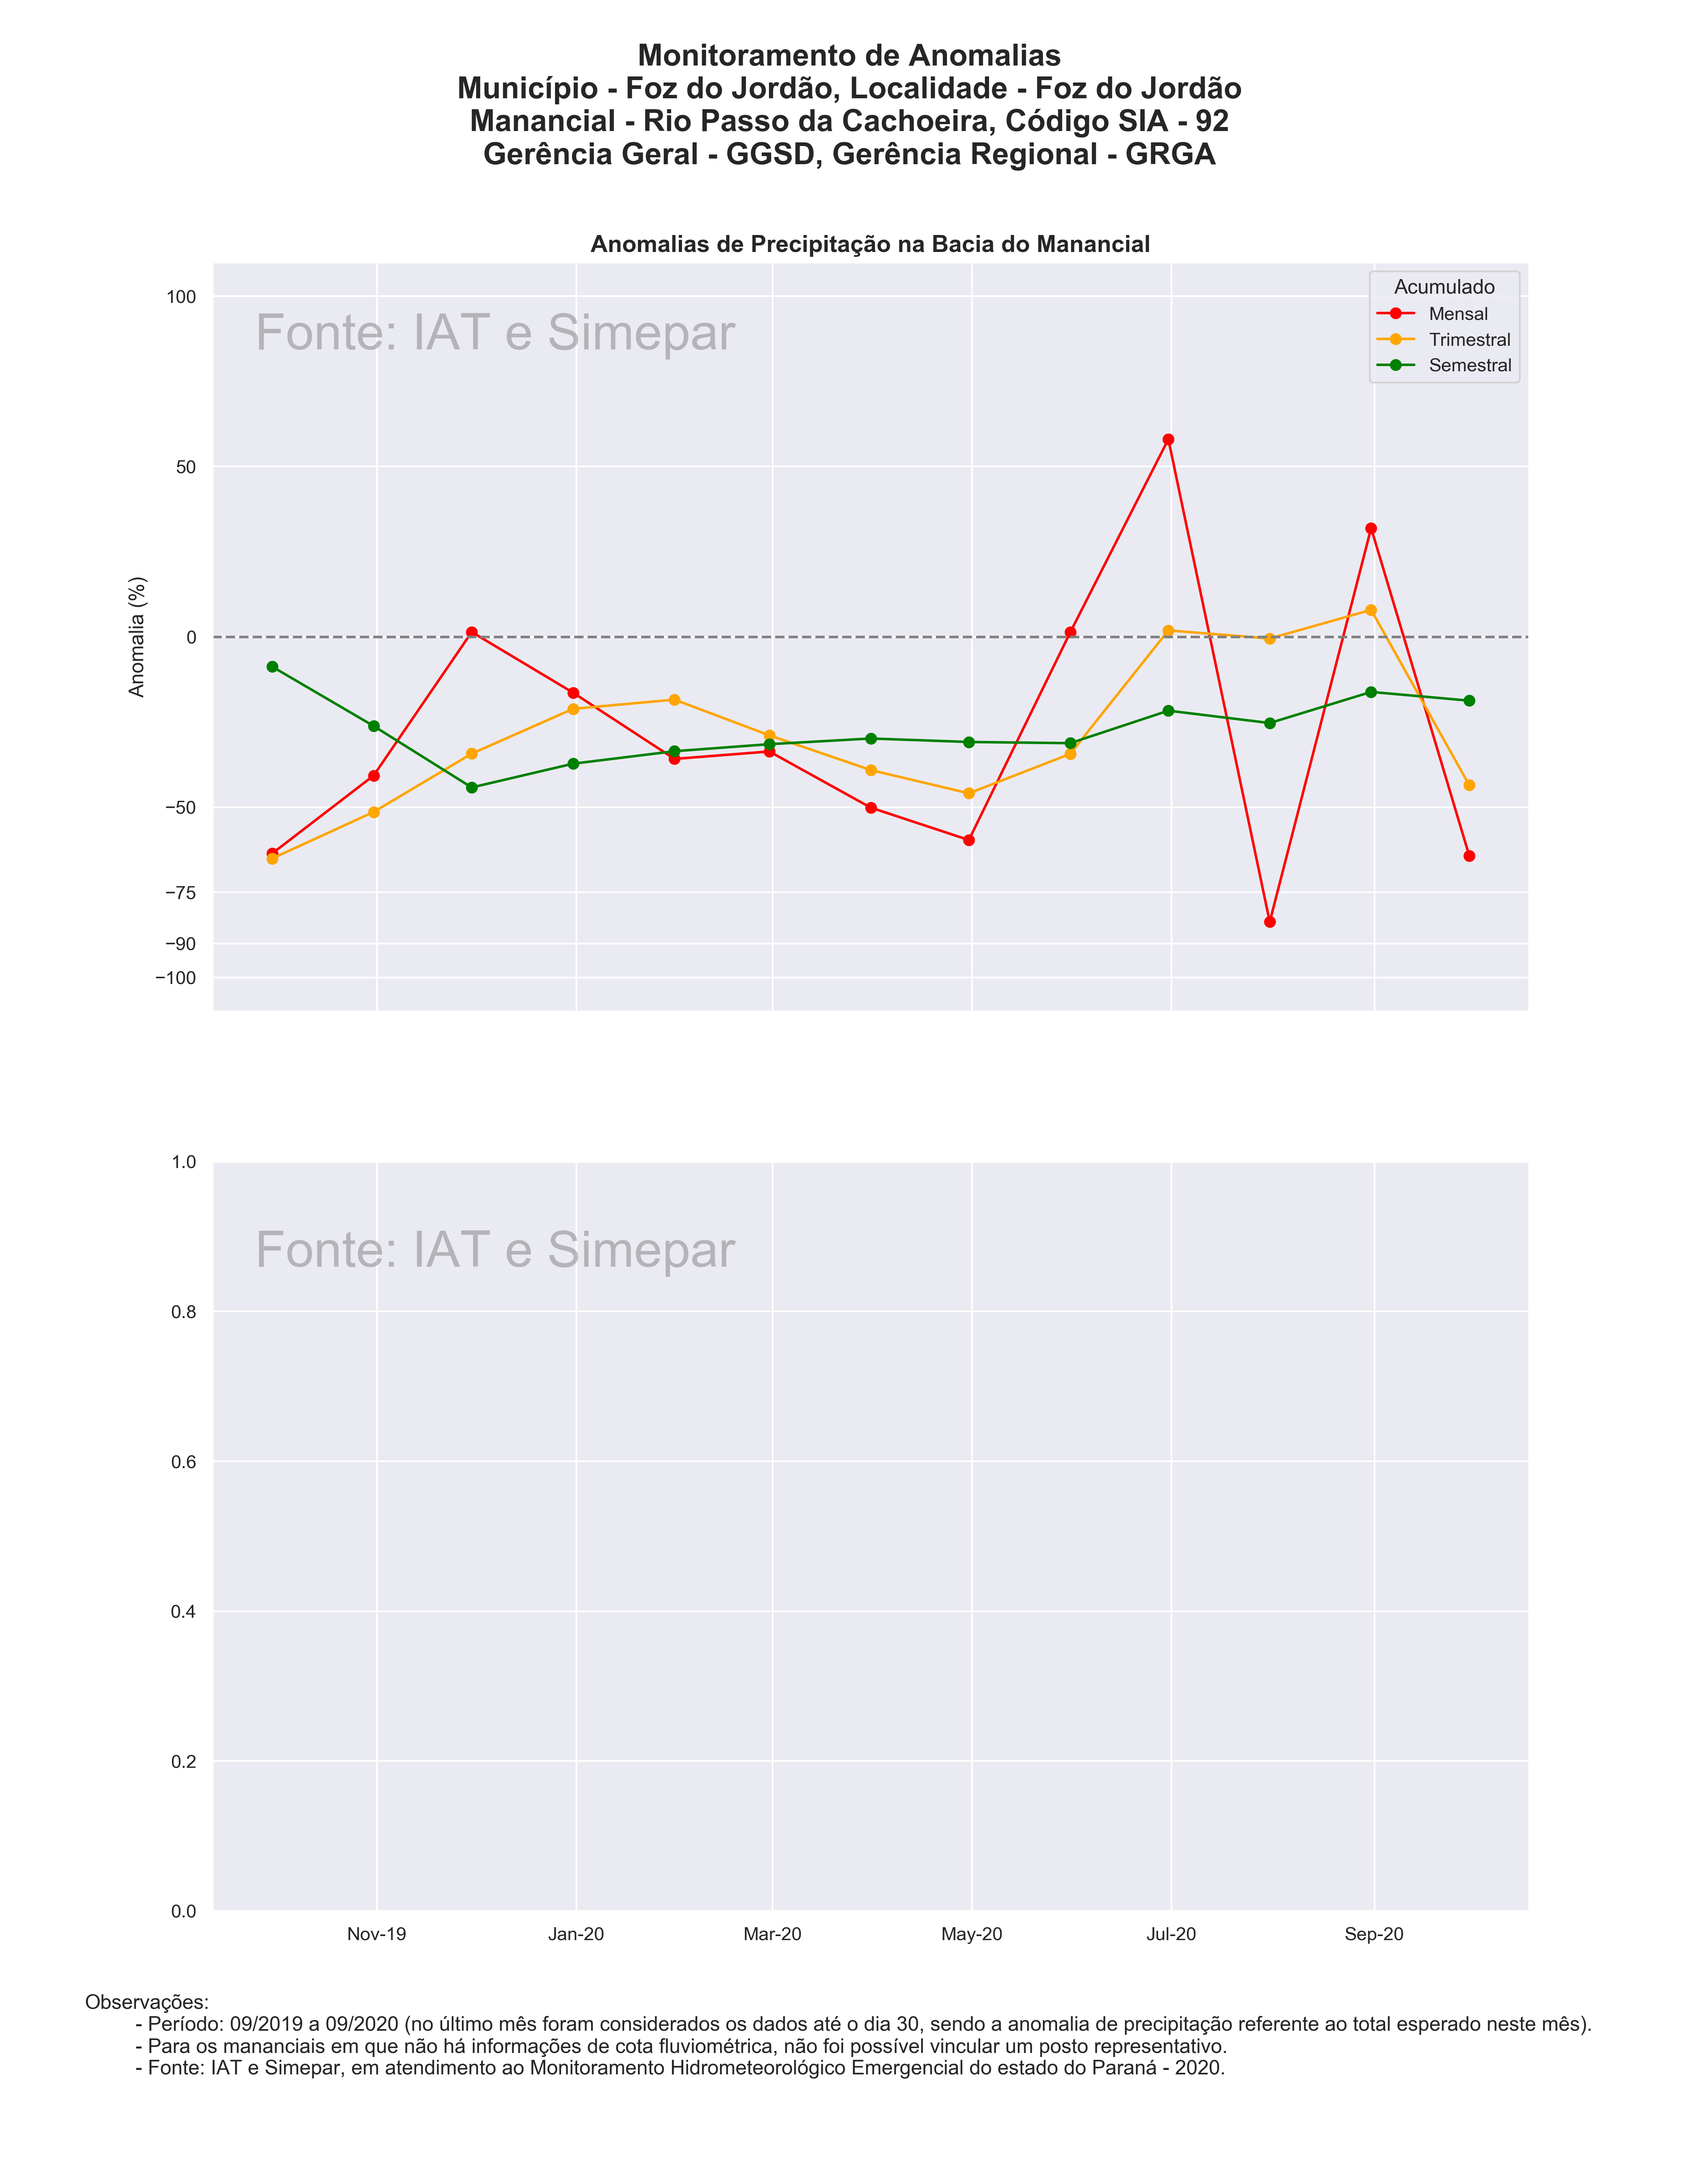 Monitoramento de Anomalias
Município - Foz do Jordão, Localidade - Foz do Jordão
Manancial - Rio Passo da Cachoeira, Código SIA - 92
Gerência Geral - GGSD, Gerência Regional - GRGA
Anomalias de Precipitação na Bacia do Manancial
Fonte: IAT e Simepar
Acumulado
Mensal
Trimestral
Semestral
Anomalia (%)
100
50
0
−50
−75
−90
−100
Fonte: IAT e Simepar
1.0
0.8
0.6
0.4
0.2
0.0
Nov-19 Jan-20 Mar-20 May-20 Jul-20 Sep-20
Observações:
- Período: 09/2019 a 09/2020 (no último mês foram considerados os dados até o dia 30, sendo a anomalia de precipitação referente ao total esperado neste mês).
- Para os mananciais em que não há informações de cota fluviométrica, não foi possível vincular um posto representativo.
- Fonte: IAT e Simepar, em atendimento ao Monitoramento Hidrometeorológico Emergencial do estado do Paraná - 2020.